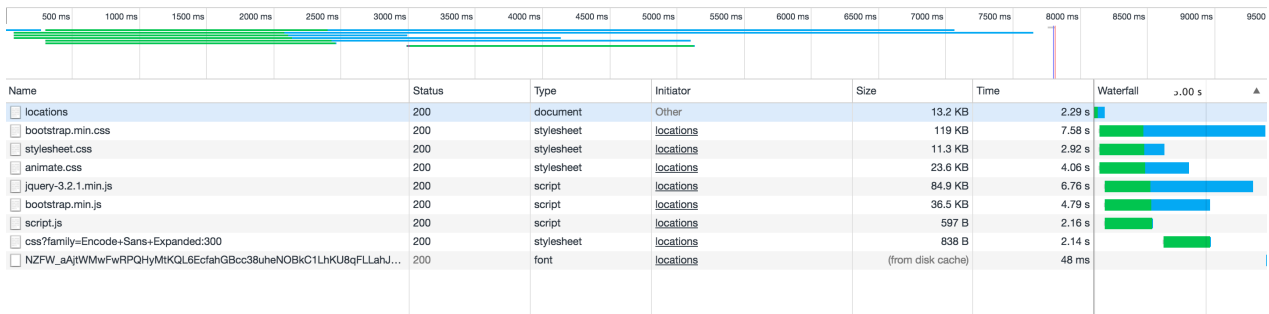 500 ms 1000 ms 1500 ms 2000 ms 2500 ms 3000 ms 3500 ms 4000 ms 4500 ms 5000 ms 5500 ms 6000 ms 6500 ms 7000 ms 7500 ms 8000 ms 8500 ms 9000 ms 9500
Name Status Type Initiator Size Time Waterfall 5.00 s ▲
locations 200 document Other 13.2 KB 2.29 s
bootstrap.min.css 200 stylesheet locations 119 KB 7.58 s
stylesheet.css 200 stylesheet locations 11.3 KB 2.92 s
animate.css 200 stylesheet locations 23.6 KB 4.06 s
jquery-3.2.1.min.js 200 script locations 84.9 KB 6.76 s
bootstrap.min.js 200 script locations 36.5 KB 4.79 s
script.js 200 script locations 597 B 2.16 s
css?family=Encode+Sans+Expanded:300 200 stylesheet locations 838 B 2.14 s
NZFW_aAjtWMwFwRPQHyMtKQL6EcfahGBcc38uheNOBkC1LhKU8qFLLahJ... 200 font locations (from disk cache) 48 ms